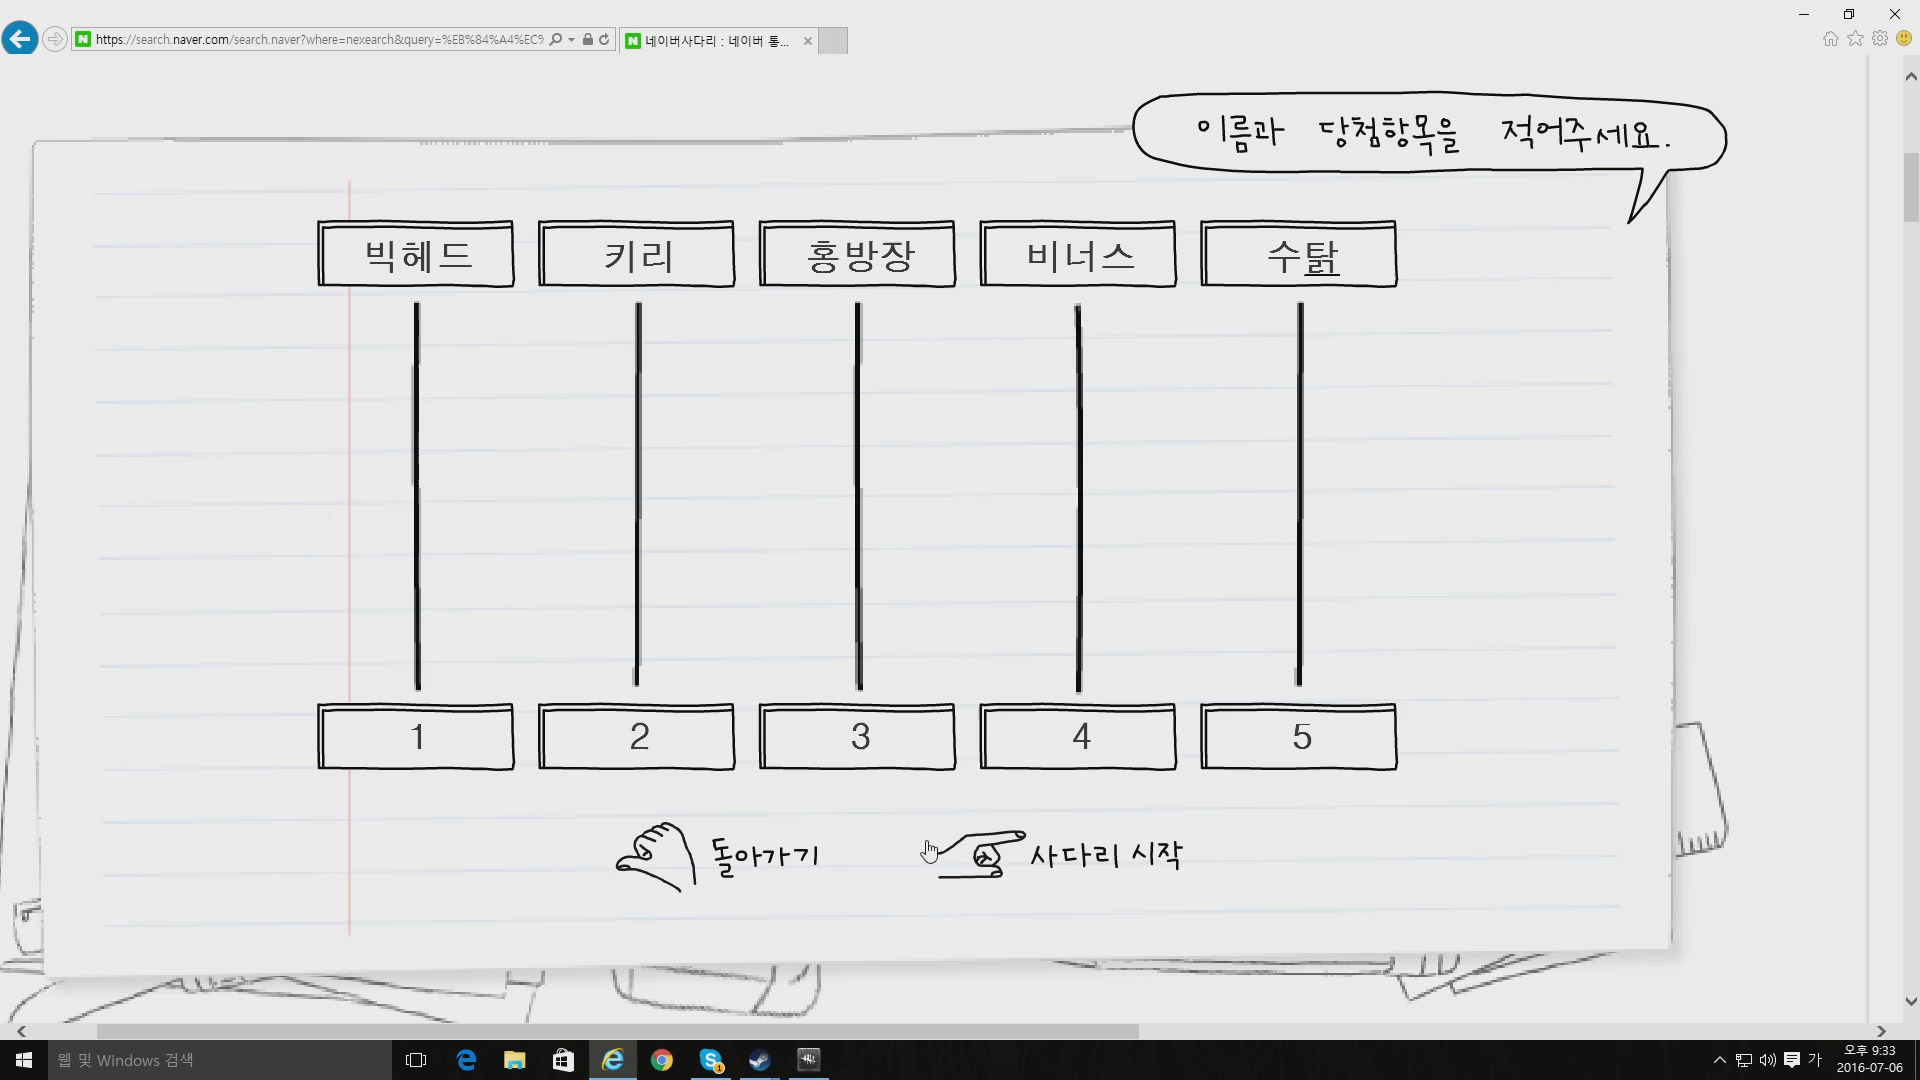 https://search.naver.com/search.naver?where=nexearch&query=%EB%84%A4%EC%
네이버사다리 : 네이버 통...
이름과 당첨항목을 적어주세요.
빅헤드 키리 홍방장 비너스 수탉
1 2 3 4 5
돌아가기 사다리 시작
웹 및 Windows 검색
1
가
오후 9:33
2016-07-06